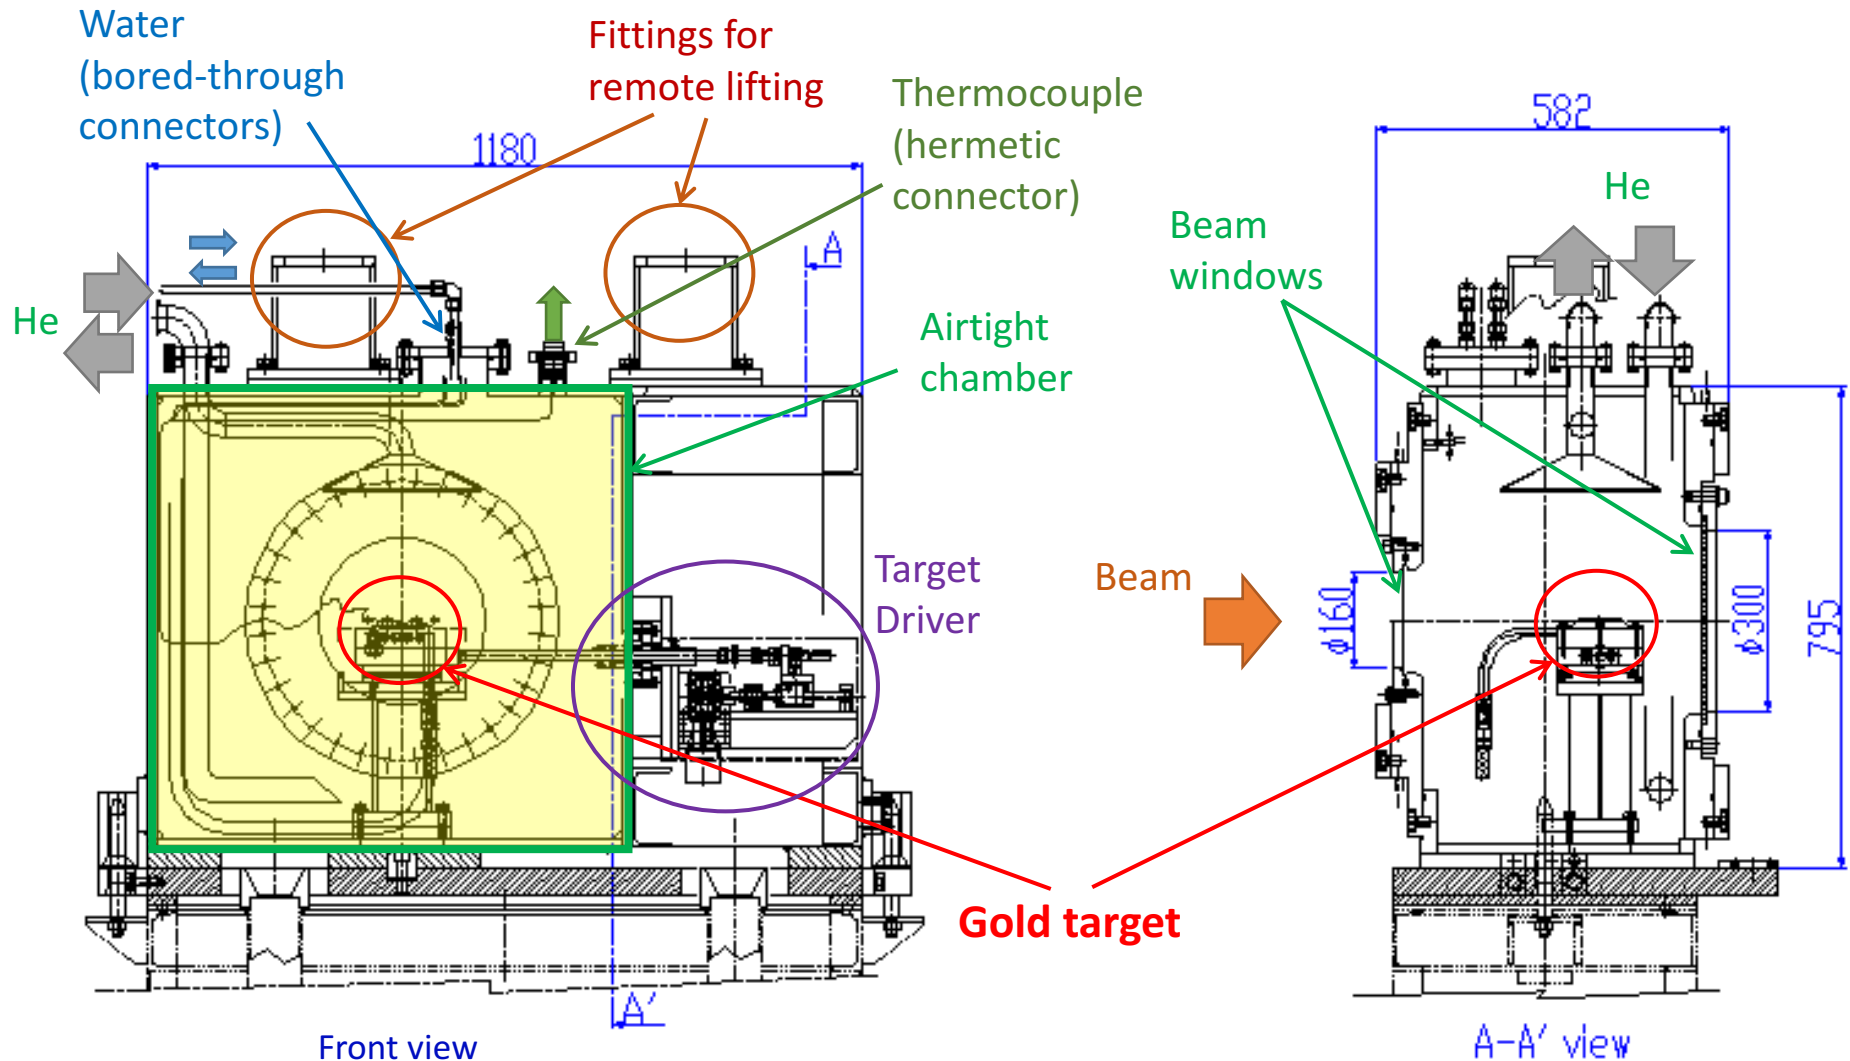 Water
(bored-through
connectors)
Fittings for
remote lifting
Thermocouple
(hermetic
connector)
1180
582
He
Beam
windows
A
He
Airtight
chamber
Target
Driver
Beam
φ160
φ300
795
Gold target
A'
Front view
A-A' view